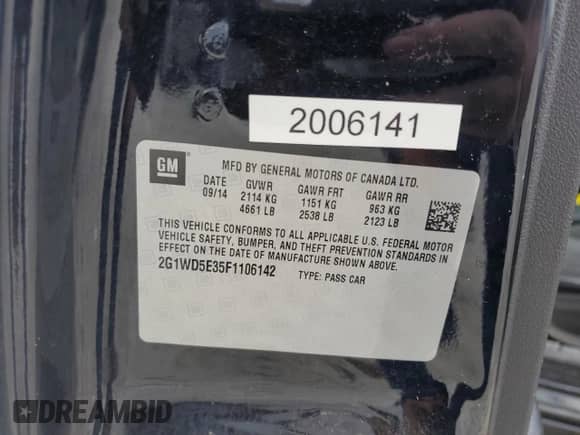 2006141
GM
MFD BY GENERAL MOTORS OF CANADA LTD.
DATE GVWR GAWR FRT GAWR RR
09/14 2114 KG 1151 KG 963 KG
4661 LB 2538 LB 2123 LB
THIS VEHICLE CONFORMS TO ALL APPLICABLE U.S. FEDERAL MOTOR
VEHICLE SAFETY, BUMPER, AND THEFT PREVENTION STANDARDS IN
EFFECT ON THE DATE OF MANUFACTURE SHOWN ABOVE.
2G1WD5E35F1106142 TYPE: PASS CAR
DREAMBID